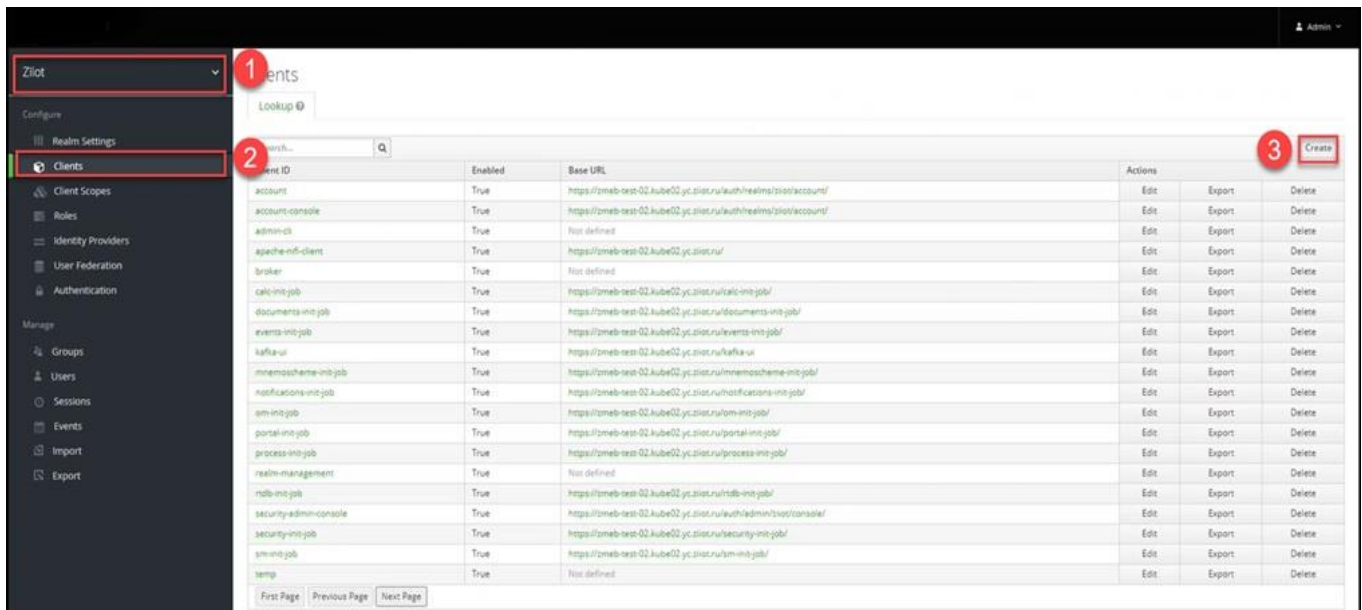 Admin
Ziiot
1
ents
Lookup
Configure
Realm Settings
Clients
Client Scopes
Roles
Identity Providers
User Federation
Authentication
Manage
Groups
Users
Sessions
Events
Import
Export
2
3
Create
Enabled Base URL Actions
account True https://zmeb-test-02.kube02.yc.ziiot.ru/auth/realms/ziiot/account/ Edit Export Delete
account-console True https://zmeb-test-02.kube02.yc.ziiot.ru/auth/realms/ziiot/account/ Edit Export Delete
admin-cli True Not defined Edit Export Delete
apache-nifi-client True https://zmeb-test-02.kube02.yc.ziiot.ru/ Edit Export Delete
broker True Not defined Edit Export Delete
calc-init-job True https://zmeb-test-02.kube02.yc.ziiot.ru/calc-init-job/ Edit Export Delete
documents-init-job True https://zmeb-test-02.kube02.yc.ziiot.ru/documents-init-job/ Edit Export Delete
events-init-job True https://zmeb-test-02.kube02.yc.ziiot.ru/events-init-job/ Edit Export Delete
kafka-ui True https://zmeb-test-02.kube02.yc.ziiot.ru/kafka-ui Edit Export Delete
mnemoscheme-init-job True https://zmeb-test-02.kube02.yc.ziiot.ru/mnemoscheme-init-job/ Edit Export Delete
notifications-init-job True https://zmeb-test-02.kube02.yc.ziiot.ru/notifications-init-job/ Edit Export Delete
om-init-job True https://zmeb-test-02.kube02.yc.ziiot.ru/om-init-job/ Edit Export Delete
portal-init-job True https://zmeb-test-02.kube02.yc.ziiot.ru/portal-init-job/ Edit Export Delete
process-init-job True https://zmeb-test-02.kube02.yc.ziiot.ru/process-init-job/ Edit Export Delete
realm-management True Not defined Edit Export Delete
rtdb-init-job True https://zmeb-test-02.kube02.yc.ziiot.ru/rtdb-init-job/ Edit Export Delete
security-admin-console True https://zmeb-test-02.kube02.yc.ziiot.ru/auth/admin/ziiot/console/ Edit Export Delete
security-init-job True https://zmeb-test-02.kube02.yc.ziiot.ru/security-init-job/ Edit Export Delete
sm-init-job True https://zmeb-test-02.kube02.yc.ziiot.ru/sm-init-job/ Edit Export Delete
temp True Not defined Edit Export Delete
First Page Previous Page Next Page